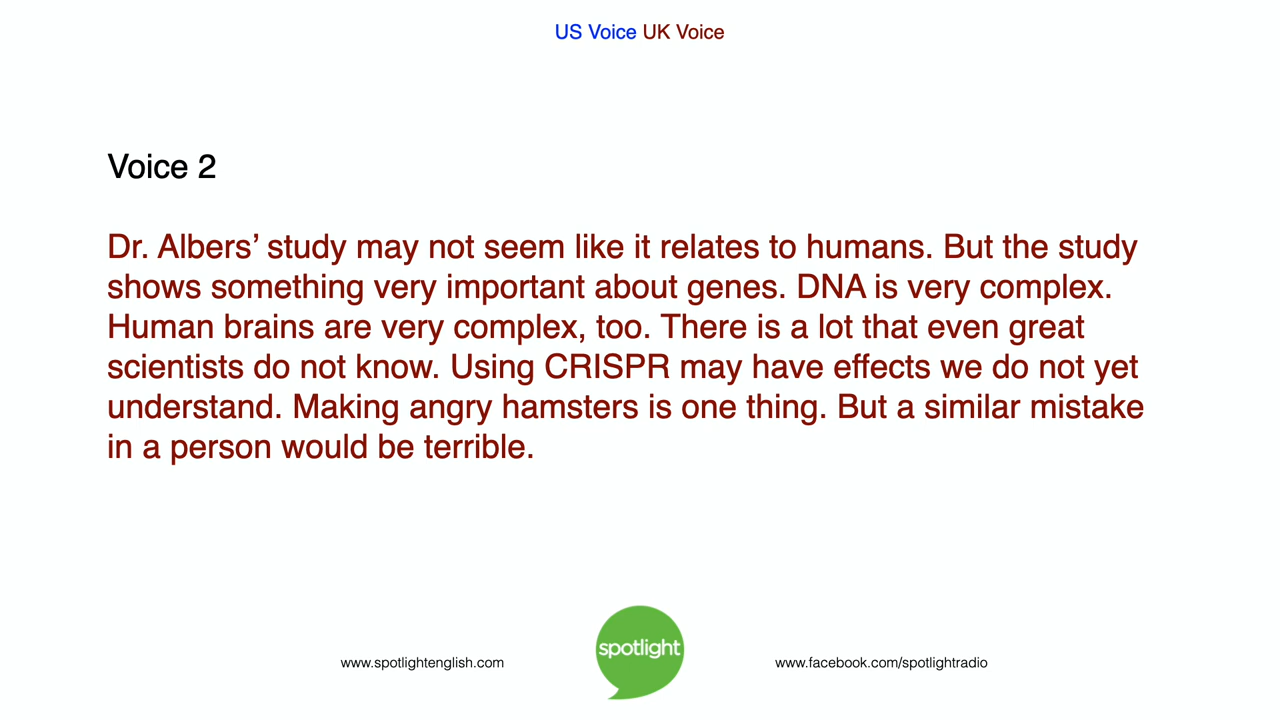 US Voice UK Voice
Voice 2
Dr. Albers’ study may not seem like it relates to humans. But the study
shows something very important about genes. DNA is very complex.
Human brains are very complex, too. There is a lot that even great
scientists do not know. Using CRISPR may have effects we do not yet
understand. Making angry hamsters is one thing. But a similar mistake
in a person would be terrible.
www.spotlightenglish.com
spotlight
www.facebook.com/spotlightradio